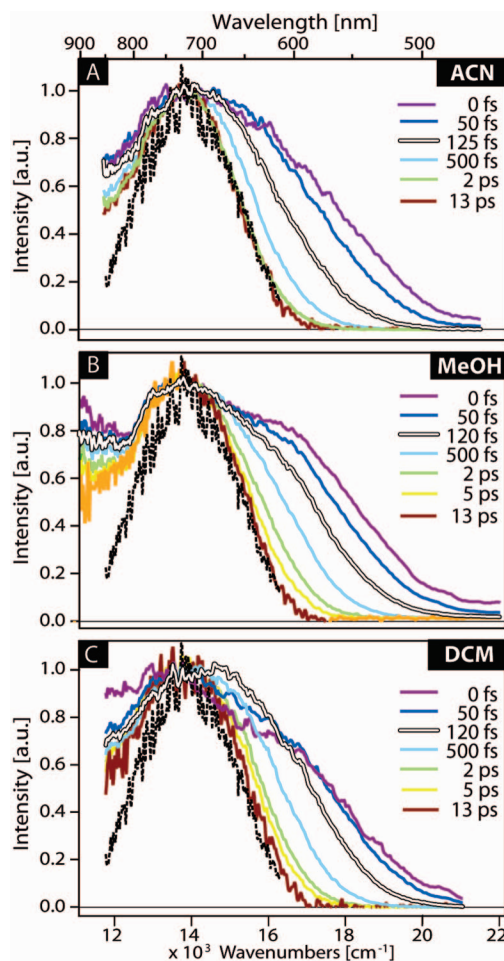 Wavelength [nm]
900 800 700 600 500
A
ACN
1.0
0.8
0.6
0.4
0.2
0.0
Intensity [a.u.]
0 fs
50 fs
125 fs
500 fs
2 ps
13 ps
B
MeOH
1.0
0.8
0.6
0.4
0.2
0.0
Intensity [a.u.]
0 fs
50 fs
120 fs
500 fs
2 ps
5 ps
13 ps
C
DCM
1.0
0.8
0.6
0.4
0.2
0.0
Intensity [a.u.]
0 fs
50 fs
120 fs
500 fs
2 ps
5 ps
13 ps
12 14 16 18 20 22
x 10³ Wavenumbers [cm⁻¹]